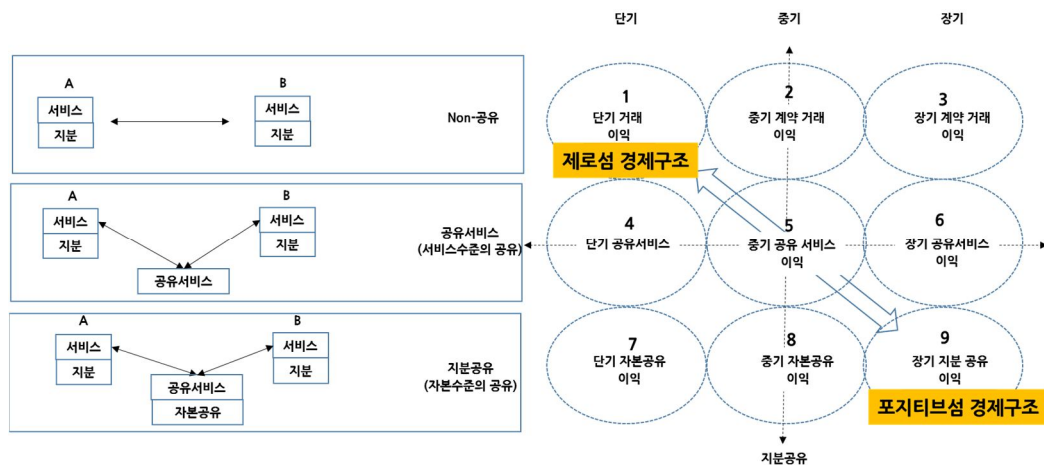 단기
중기
장기
A
B
서비스
지분
서비스
지분
Non-공유
A
B
서비스
지분
서비스
지분
공유서비스
공유서비스
(서비스수준의 공유)
A
B
서비스
지분
서비스
지분
공유서비스
자본공유
지분공유
(자본수준의 공유)
1
단기 거래
이익
2
중기 계약 거래
이익
3
장기 계약 거래
이익
제로섬 경제구조
4
단기 공유서비스
5
중기 공유 서비스
이익
6
장기 공유서비스
이익
7
단기 자본공유
이익
8
중기 자본공유
이익
9
장기 지분 공유
이익
포지티브섬 경제구조
지분공유